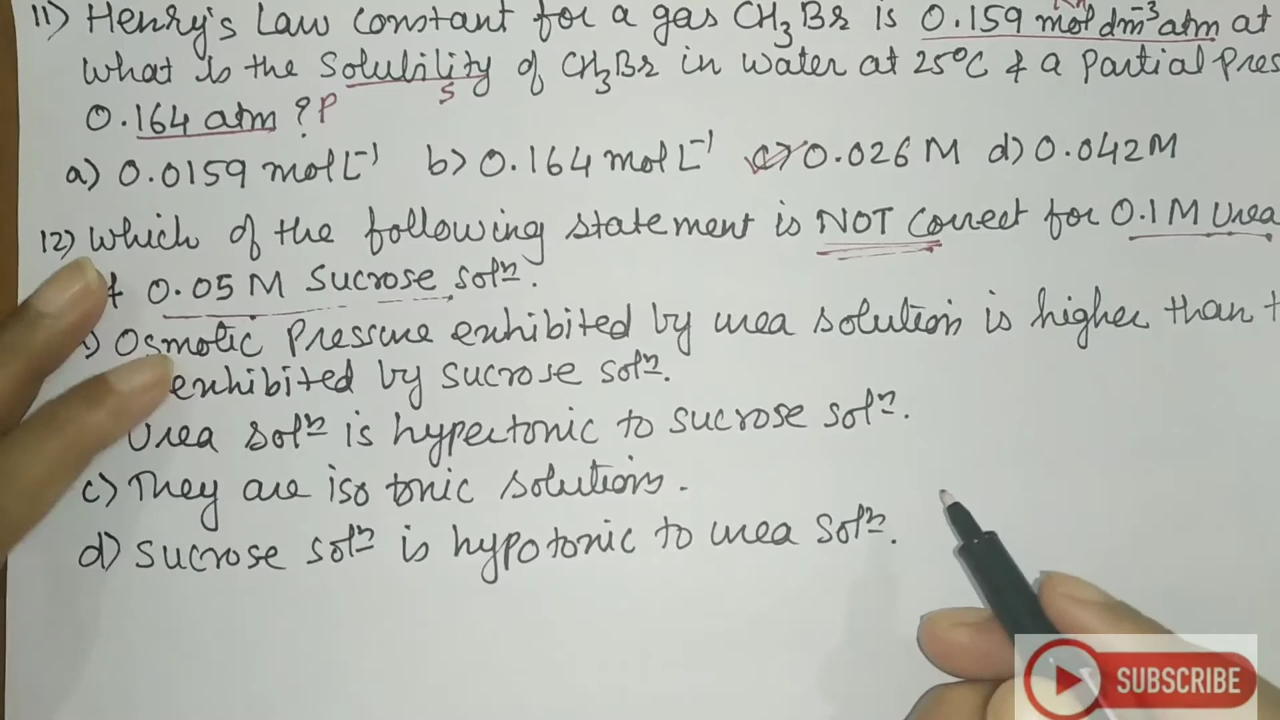 11) Henry's Law Constant for a gas CH₃Br is 0.159 mol dm⁻³ atm at
What is the Solubility of CH₃Br in water at 25°C & a Partial Pres
S
0.164 atm ? P
a) 0.0159 mol L⁻¹ b) 0.164 mol L⁻¹ c) 0.026 M d) 0.042 M
12) Which of the following statement is NOT Correct for 0.1 M Urea
& 0.05 M Sucrose solⁿ.
) Osmotic Pressure exhibited by urea solution is higher than t
exhibited by sucrose solⁿ.
Urea solⁿ is hypertonic to sucrose solⁿ.
c) They are iso tonic solutions.
d) Sucrose solⁿ is hypotonic to urea solⁿ.
SUBSCRIBE